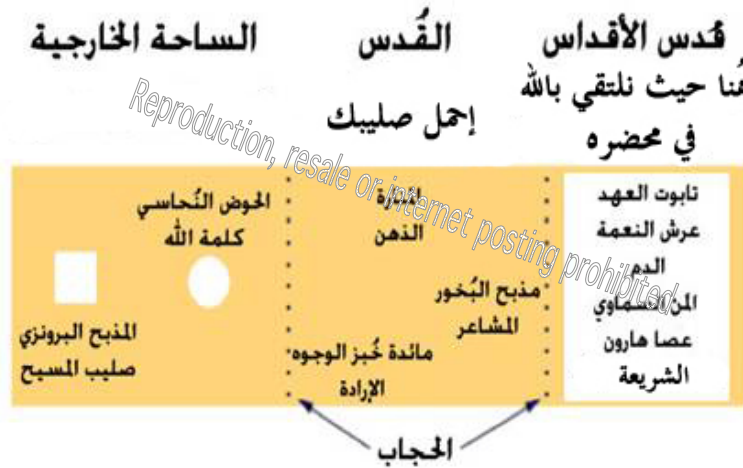 قُدس الأقداس
هُنا حيث نلتقي بالله
في محضره
القُدس
إحمل صليبك
الساحة الخارجية
تابوت العهد
عرش النعمة
الدم
المن السماوي
عصا هارون
الشريعة
المنارة
الذهن
مذبح البُخور
المشاعر
مائدة خُبز الوجوه
الإرادة
الحوض النُحاسي
كلمة الله
المذبح البرونزي
صليب المسيح
الحجاب
Reproduction, resale or internet posting prohibited